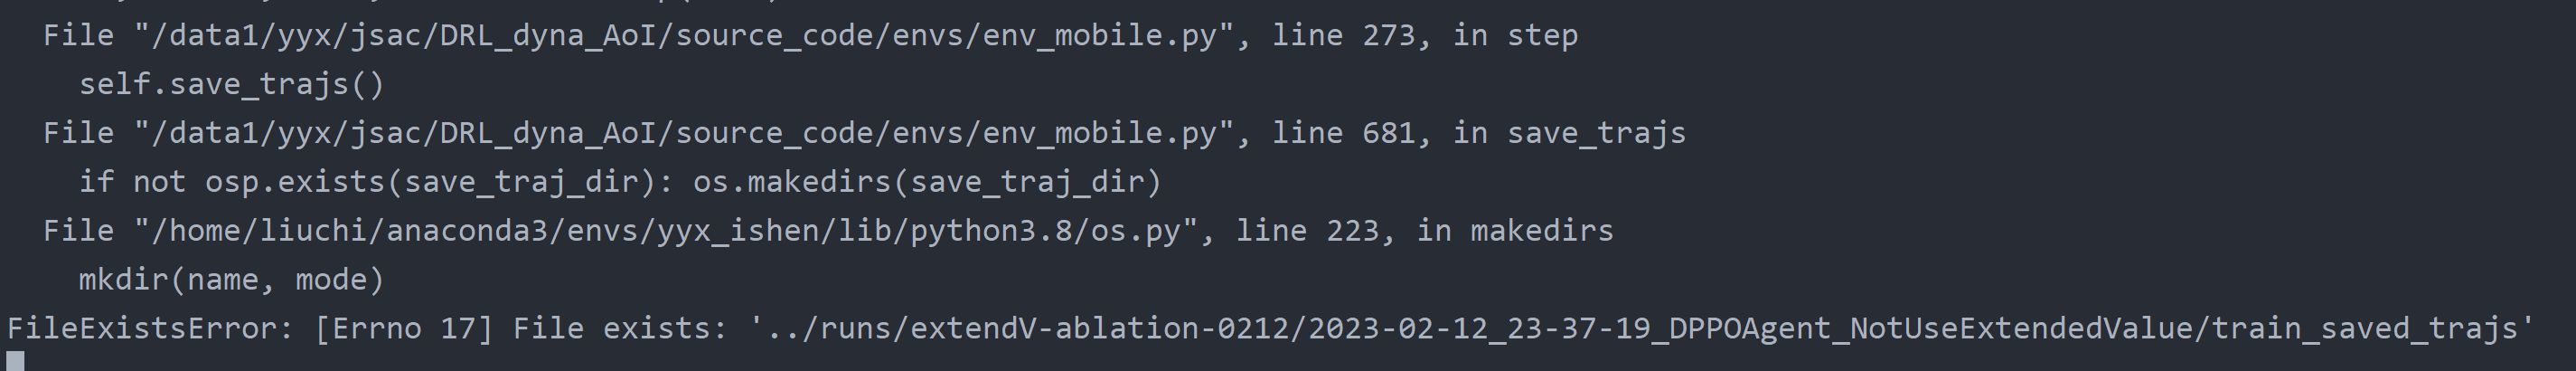 File "/data1/yyx/jsac/DRL_dyna_AoI/source_code/envs/env_mobile.py", line 273, in step
self.save_trajs()
File "/data1/yyx/jsac/DRL_dyna_AoI/source_code/envs/env_mobile.py", line 681, in save_trajs
if not osp.exists(save_traj_dir): os.makedirs(save_traj_dir)
File "/home/liuchi/anaconda3/envs/yyx_ishen/lib/python3.8/os.py", line 223, in makedirs
mkdir(name, mode)
FileExistsError: [Errno 17] File exists: '../runs/extendV-ablation-0212/2023-02-12_23-37-19_DPPOAgent_NotUseExtendedValue/train_saved_trajs'